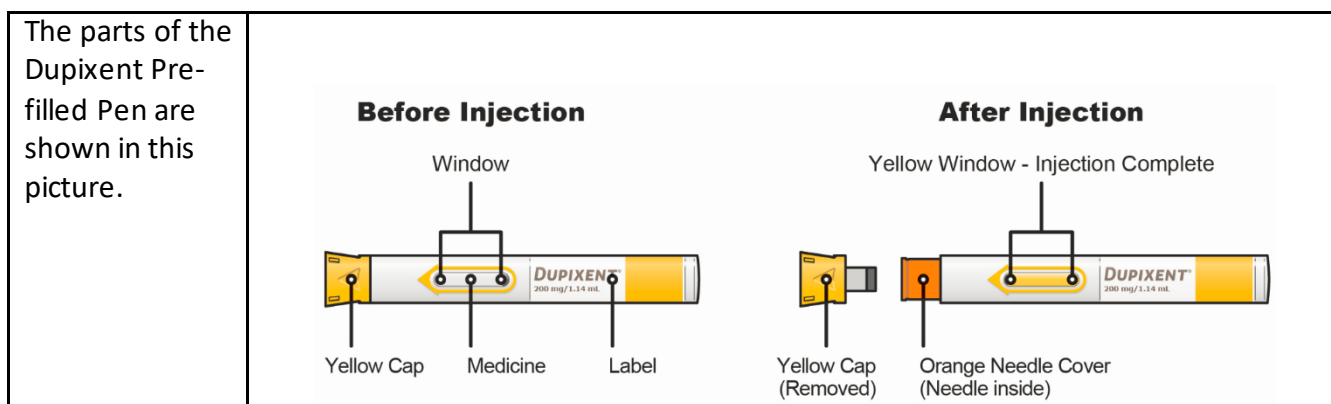 The parts of the
Dupixent Pre-
filled Pen are
shown in this
picture.
Before Injection
Window
DUPIXENT®
200 mg/1.14 mL
Yellow Cap
Medicine
Label
After Injection
Yellow Window - Injection Complete
DUPIXENT®
200 mg/1.14 mL
Yellow Cap
(Removed)
Orange Needle Cover
(Needle inside)